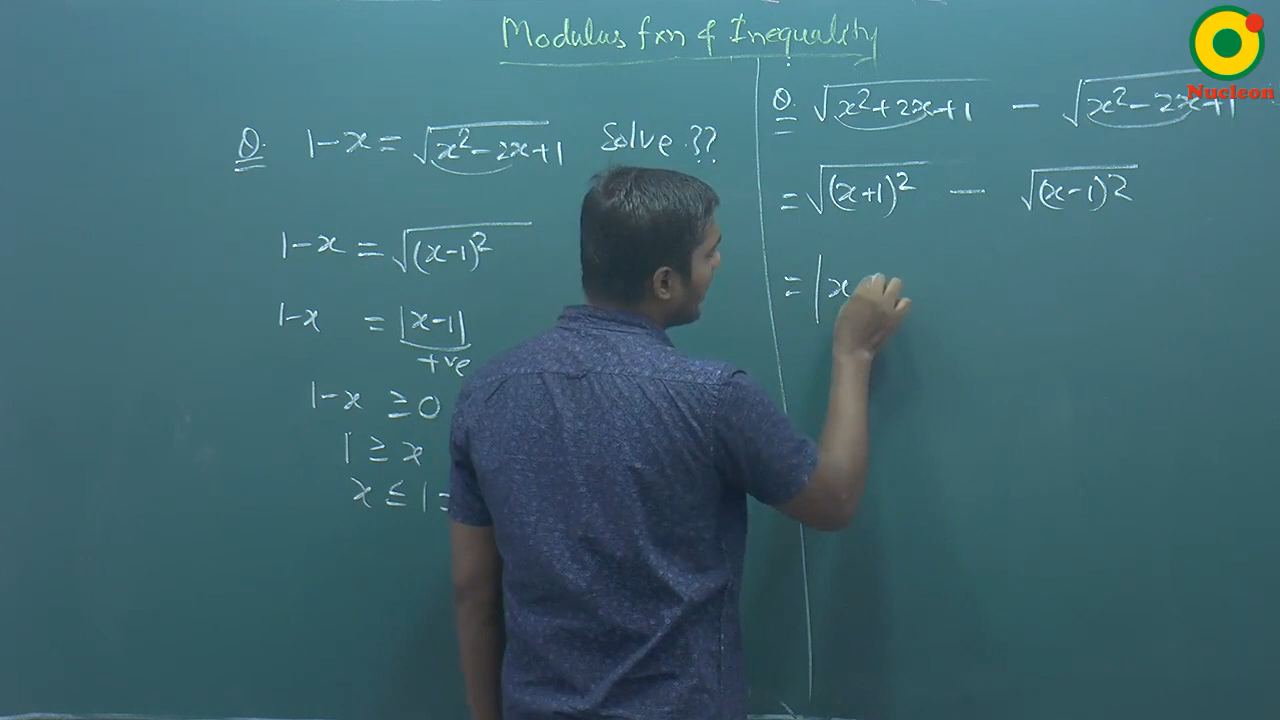 Modulus fxn & Inequality
Q. 1-x = √x²-2x+1 Solve ??
1-x = √(x-1)²
1-x = |x-1|
+ve
1-x ≥ 0
1 ≥ x
x ≤ 1 =
Q. √x²+2x+1 - √x²-2x+1
= √(x+1)² - √(x-1)²
= |x
Nucleon